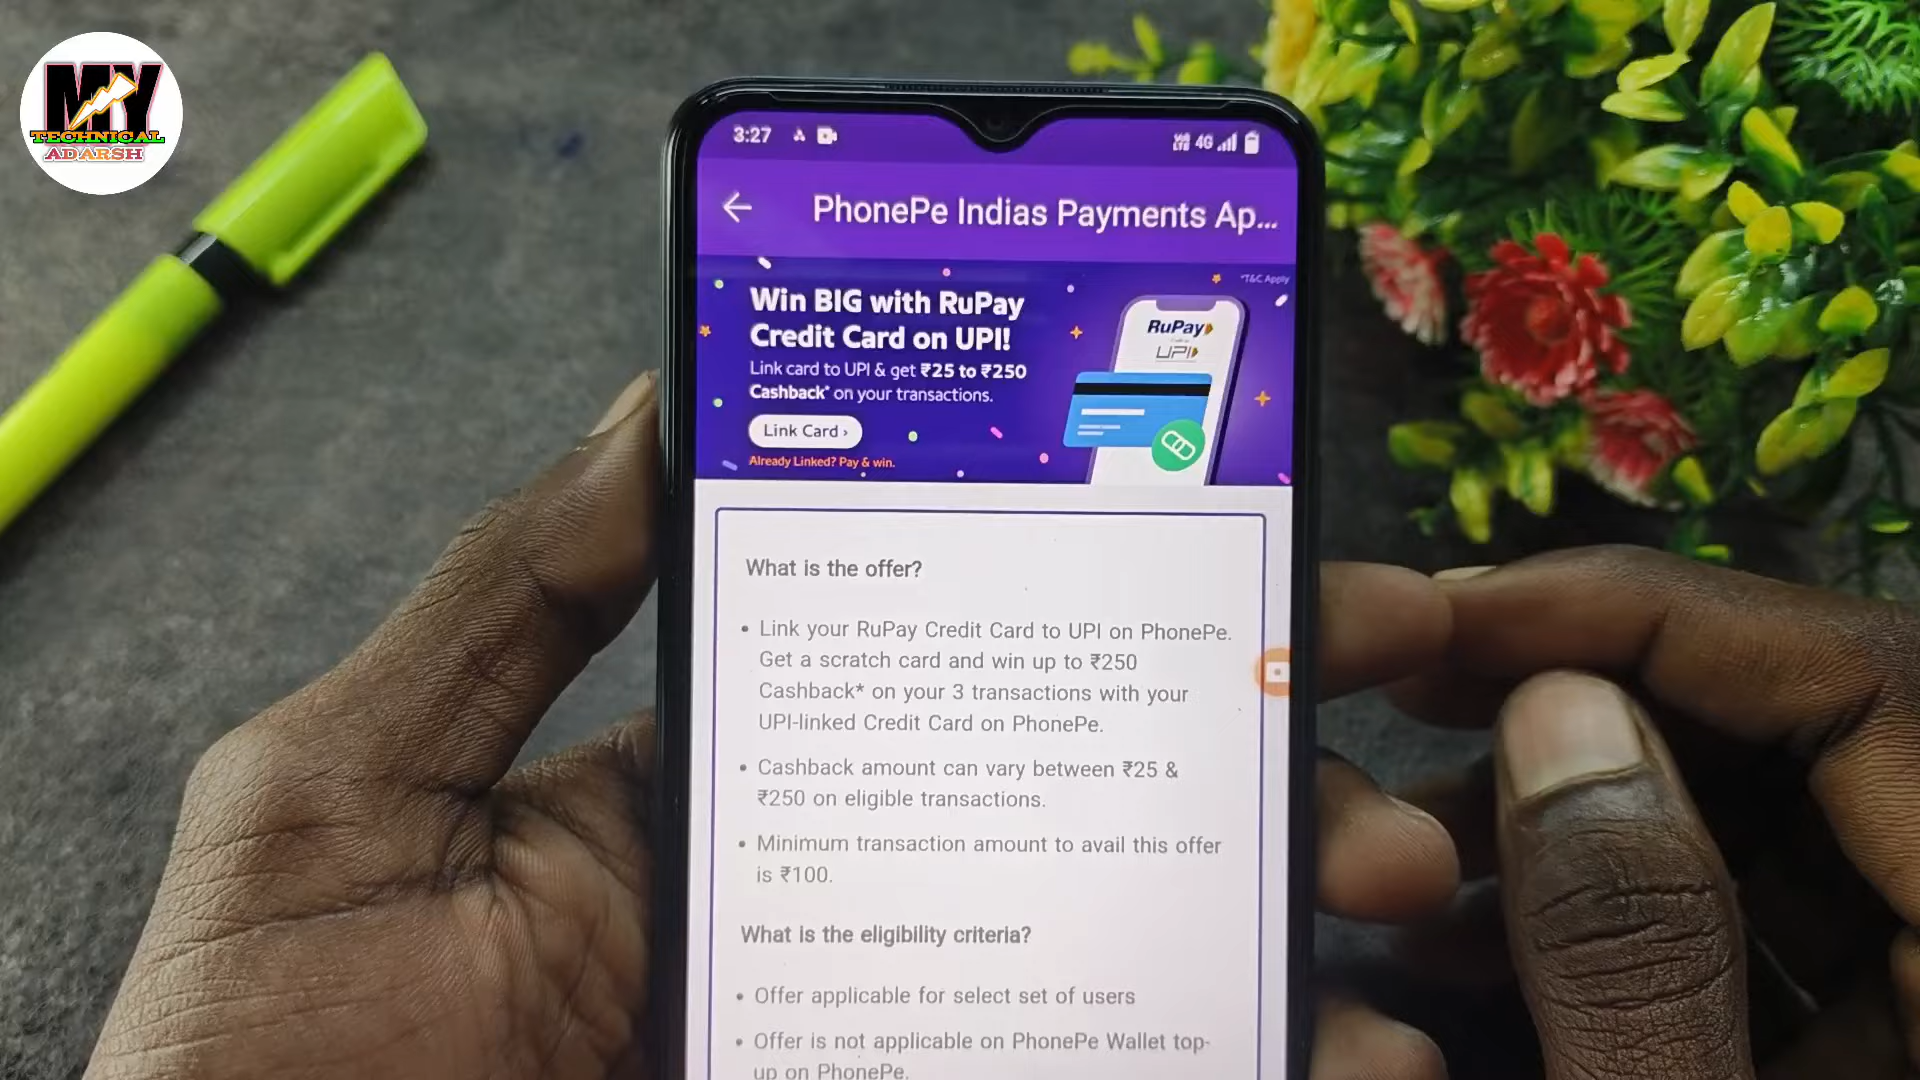 MY
TECHNICAL
ADARSH
3:27
4G
PhonePe Indias Payments Ap...
*T&C Apply
Win BIG with RuPay
Credit Card on UPI!
Link card to UPI & get ₹25 to ₹250
Cashback* on your transactions.
Link Card ›
Already Linked? Pay & win.
RuPay
UPI
What is the offer?
• Link your RuPay Credit Card to UPI on PhonePe.
Get a scratch card and win up to ₹250
Cashback* on your 3 transactions with your
UPI-linked Credit Card on PhonePe.
• Cashback amount can vary between ₹25 &
₹250 on eligible transactions.
• Minimum transaction amount to avail this offer
is ₹100.
What is the eligibility criteria?
• Offer applicable for select set of users
• Offer is not applicable on PhonePe Wallet top-
up on PhonePe.